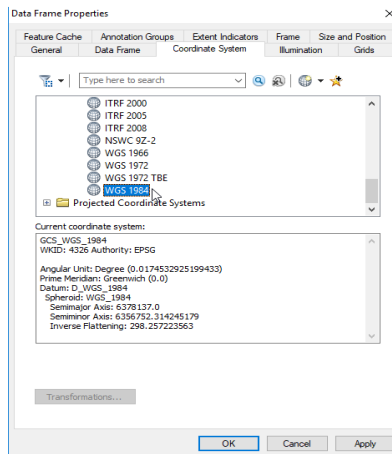 Data Frame Properties
Feature Cache Annotation Groups Extent Indicators Frame Size and Position
General Data Frame Coordinate System Illumination Grids
Type here to search
ITRF 2000
ITRF 2005
ITRF 2008
NSWC 9Z-2
WGS 1966
WGS 1972
WGS 1972 TBE
WGS 1984
Projected Coordinate Systems
Current coordinate system:
GCS_WGS_1984
WKID: 4326 Authority: EPSG
Angular Unit: Degree (0.0174532925199433)
Prime Meridian: Greenwich (0.0)
Datum: D_WGS_1984
Spheroid: WGS_1984
Semimajor Axis: 6378137.0
Semiminor Axis: 6356752.314245179
Inverse Flattening: 298.257223563
Transformations...
OK Cancel Apply